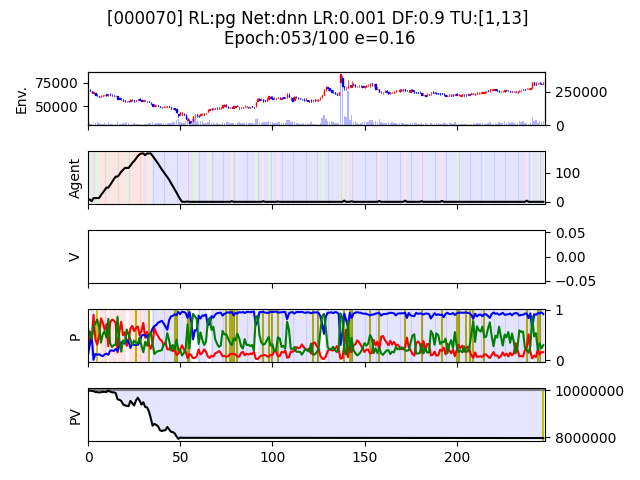 [000070] RL:pg Net:dnn LR:0.001 DF:0.9 TU:[1,13]
Epoch:053/100 e=0.16
Env.
75000
50000
250000
0
Agent
100
0
V
0.05
0.00
−0.05
P
1
0
PV
10000000
8000000
0
50
100
150
200